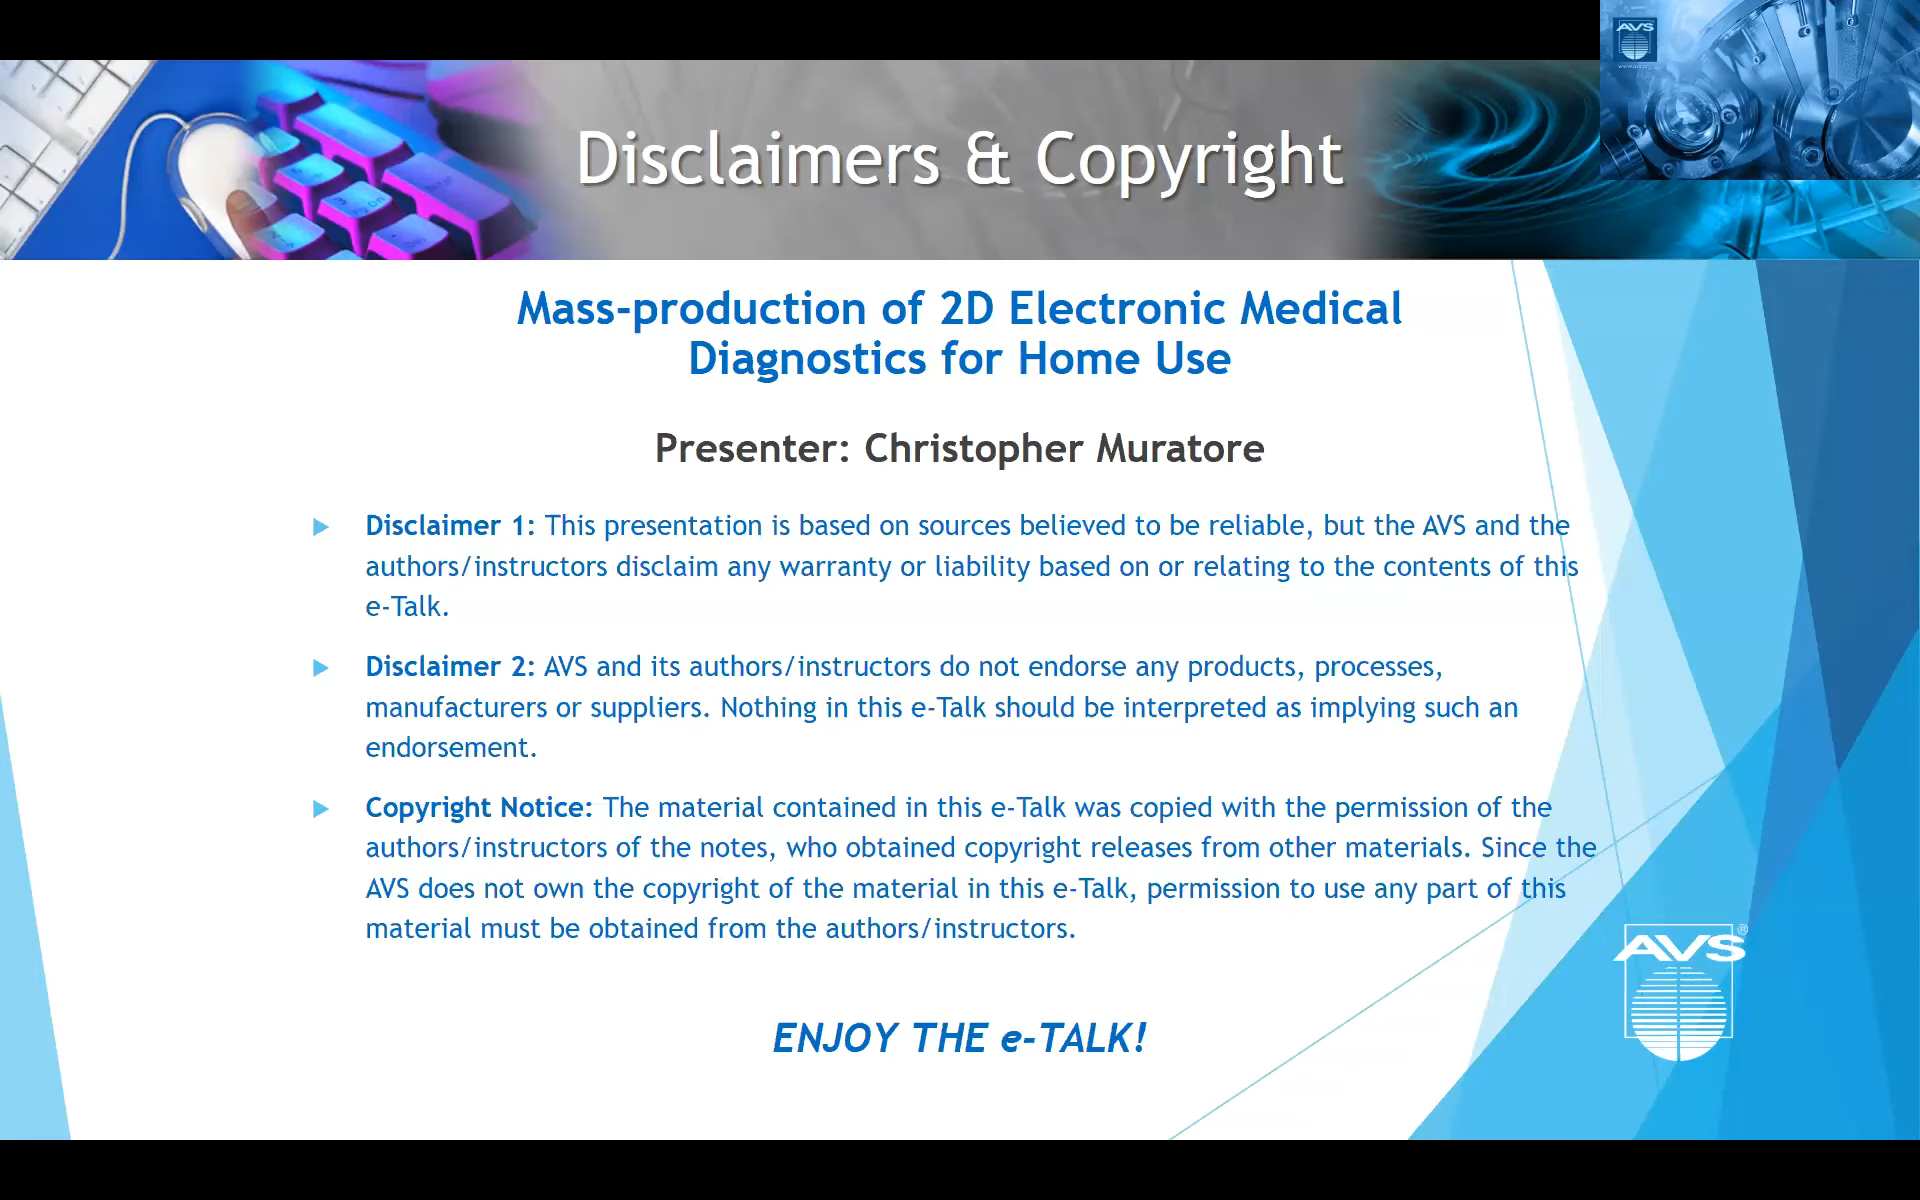 AVS
Disclaimers & Copyright
Mass-production of 2D Electronic Medical
Diagnostics for Home Use
Presenter: Christopher Muratore
Disclaimer 1: This presentation is based on sources believed to be reliable, but the AVS and the
authors/instructors disclaim any warranty or liability based on or relating to the contents of this
e-Talk.
Disclaimer 2: AVS and its authors/instructors do not endorse any products, processes,
manufacturers or suppliers. Nothing in this e-Talk should be interpreted as implying such an
endorsement.
Copyright Notice: The material contained in this e-Talk was copied with the permission of the
authors/instructors of the notes, who obtained copyright releases from other materials. Since the
AVS does not own the copyright of the material in this e-Talk, permission to use any part of this
material must be obtained from the authors/instructors.
AVS®
ENJOY THE e-TALK!